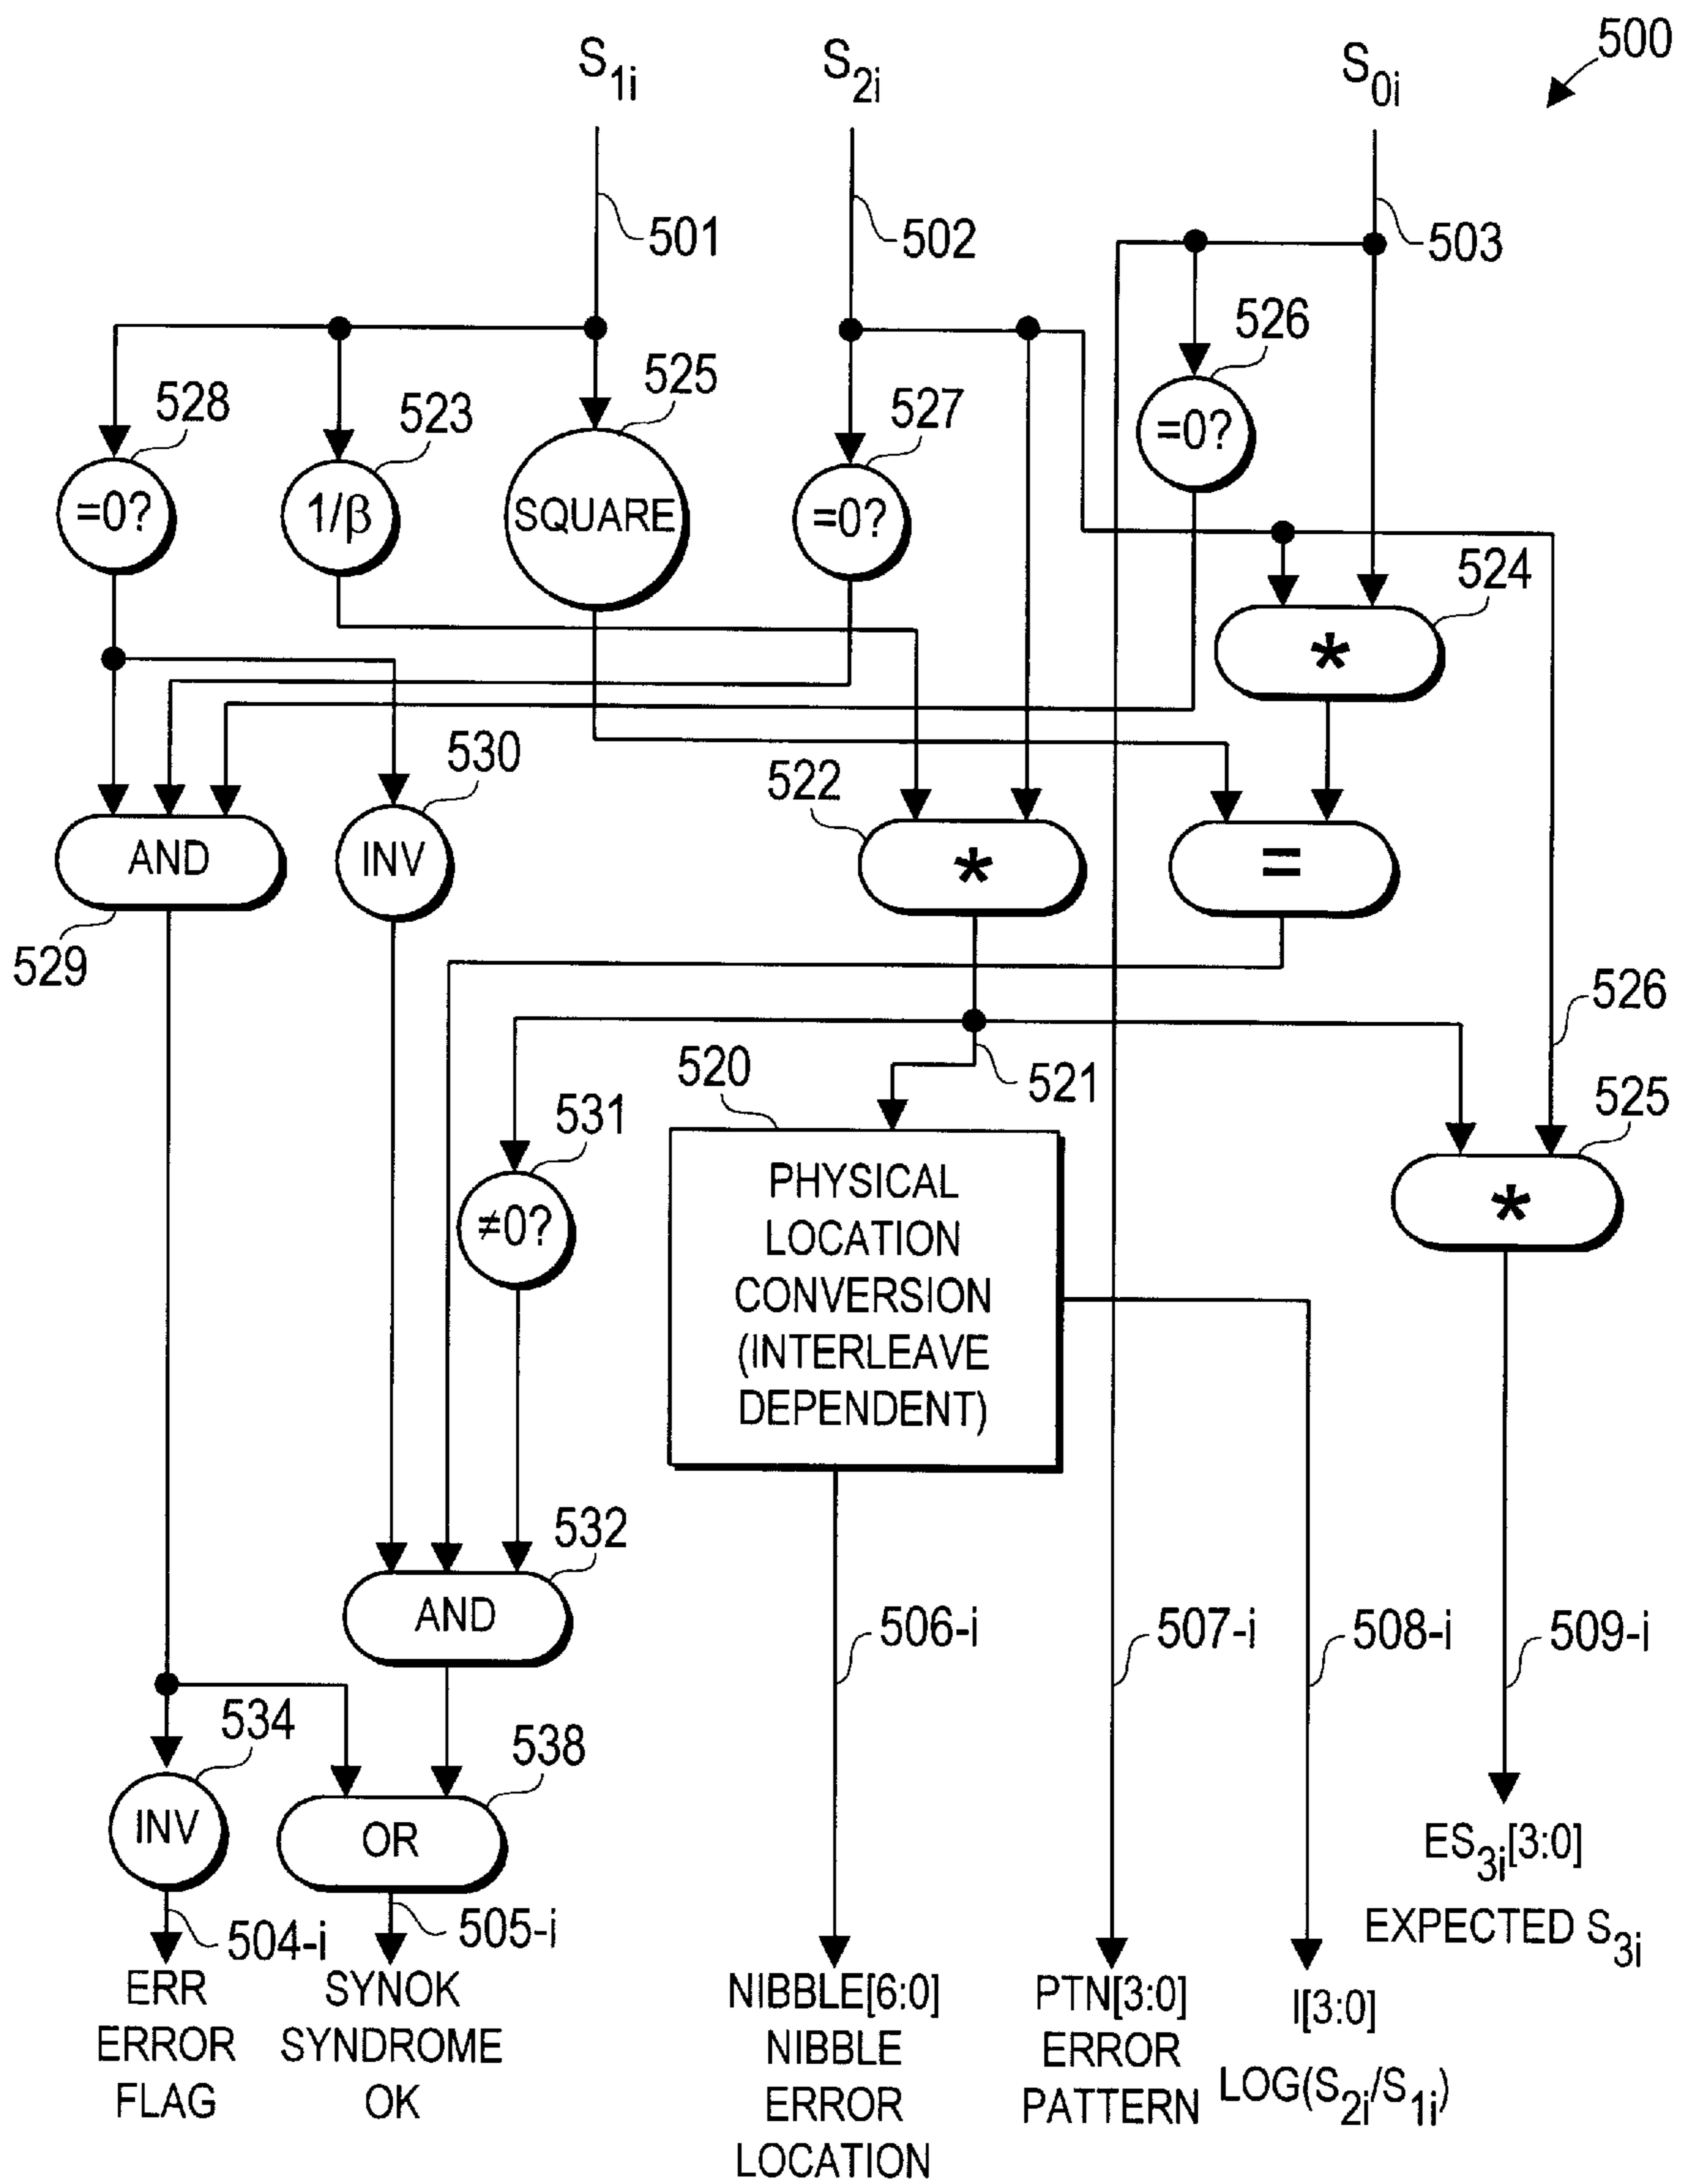 500
S1i
S2i
S0i
501
502
503
528
523
525
527
526
=0?
1/β
SQUARE
=0?
=0?
524
*
530
522
AND
INV
*
=
529
526
520
521
531
525
PHYSICAL
LOCATION
CONVERSION
(INTERLEAVE
DEPENDENT)
≠0?
*
532
AND
506-i
507-i
508-i
509-i
534
538
INV
OR
504-i
505-i
ERR
ERROR
FLAG
SYNOK
SYNDROME
OK
NIBBLE[6:0]
NIBBLE
ERROR
LOCATION
PTN[3:0]
ERROR
PATTERN
I[3:0]
LOG(S2i/S1i)
ES3i[3:0]
EXPECTED S3i